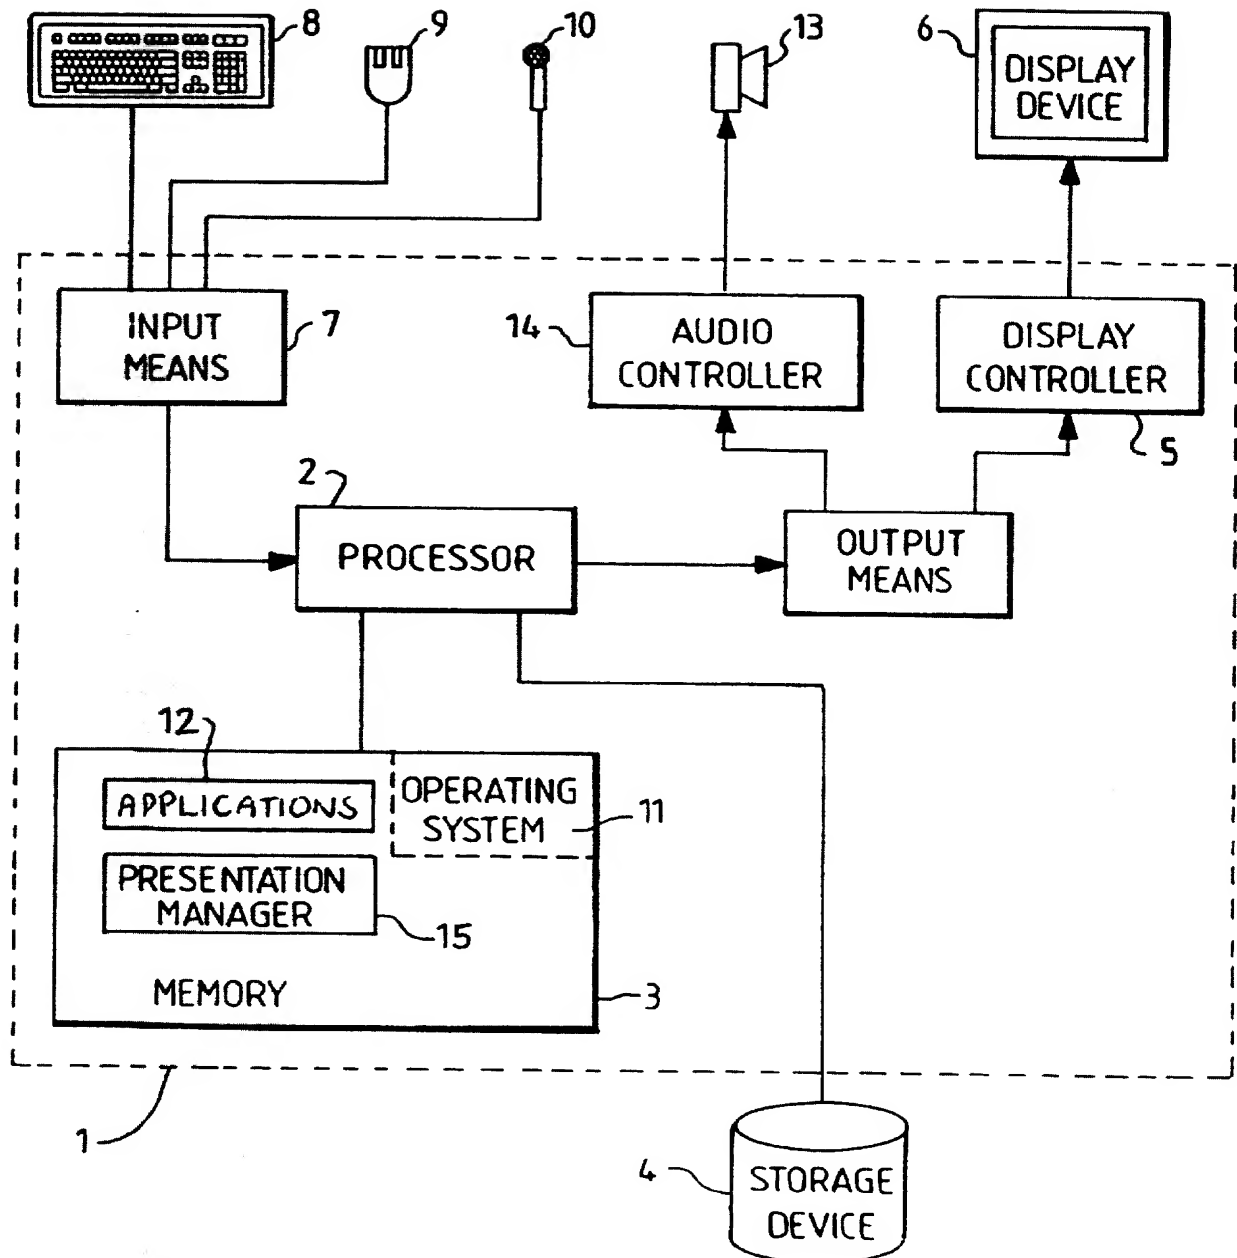 8
9
10
13
6
DISPLAY
DEVICE
INPUT
MEANS
7
14
AUDIO
CONTROLLER
DISPLAY
CONTROLLER
5
2
PROCESSOR
OUTPUT
MEANS
12
APPLICATIONS
OPERATING
SYSTEM
11
PRESENTATION
MANAGER
15
MEMORY
3
1
4
STORAGE
DEVICE